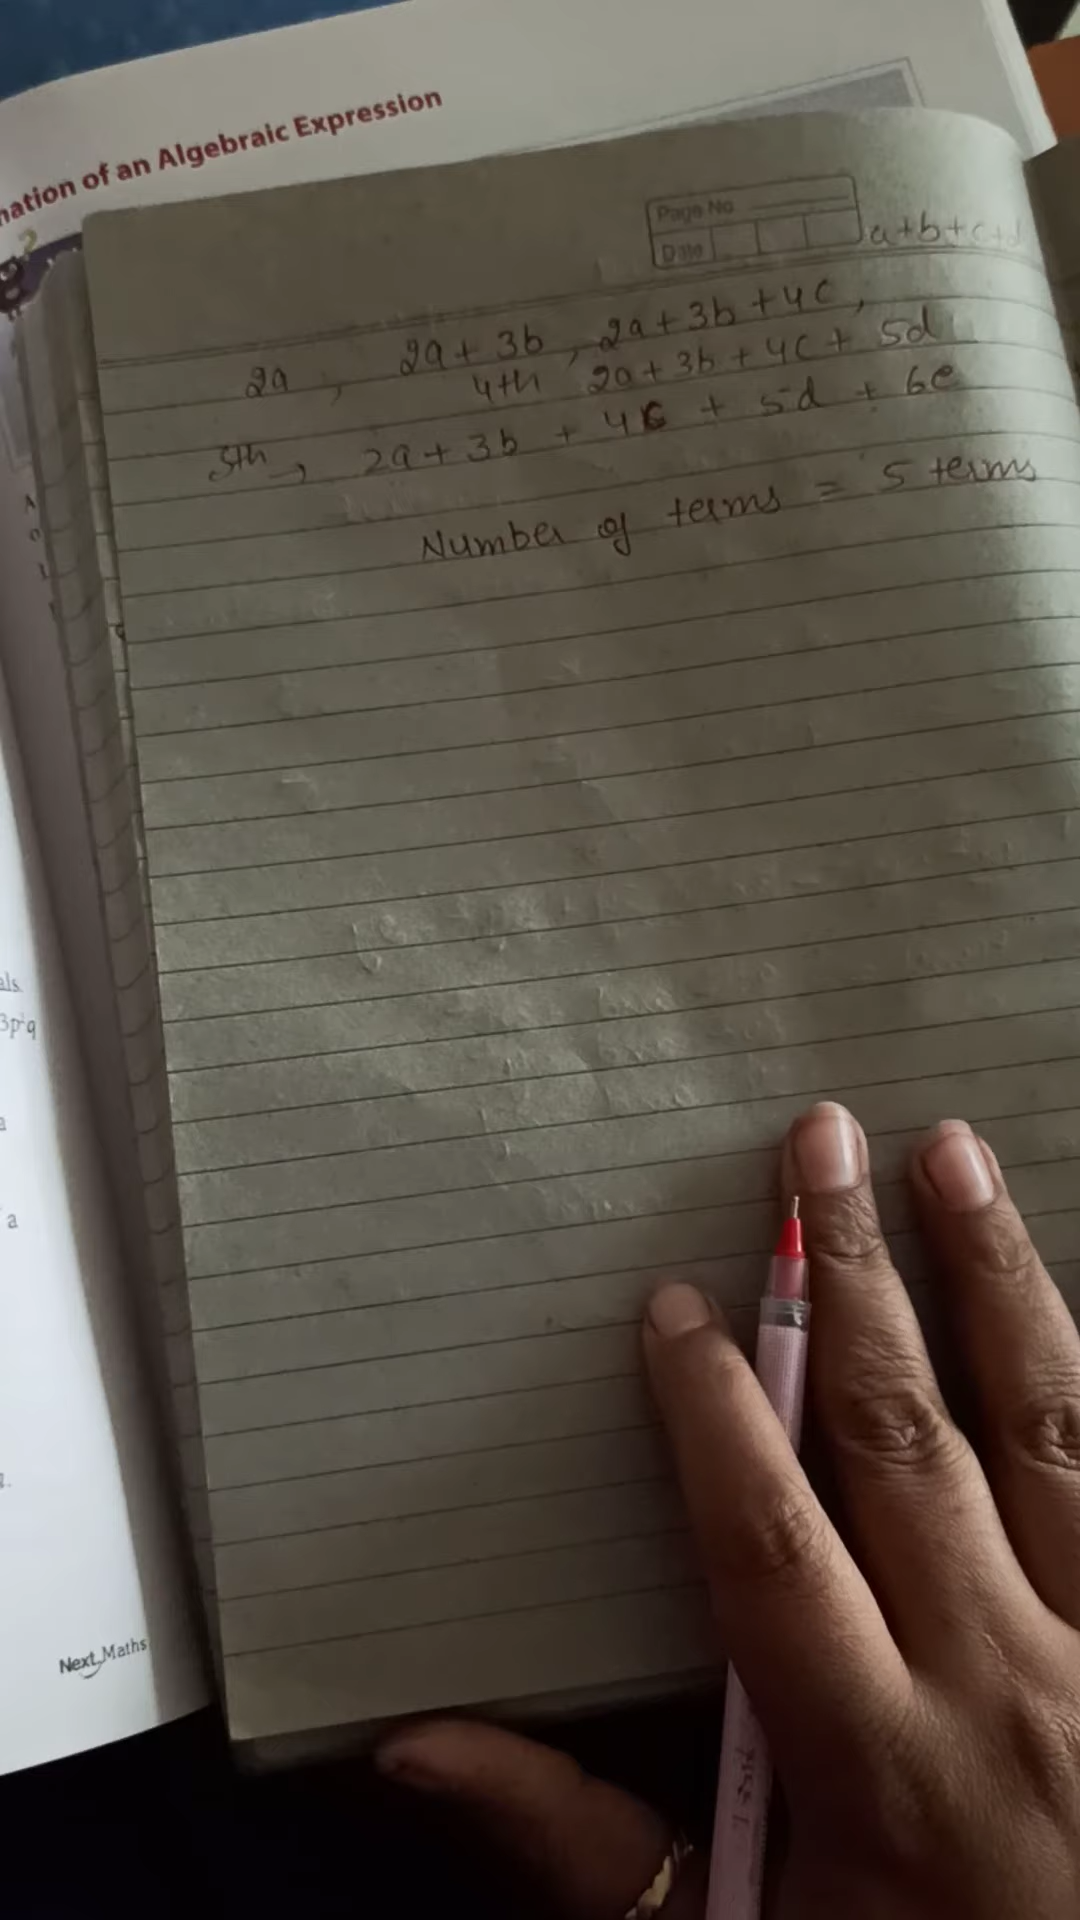 nation of an Algebraic Expression
Page No
Date
a+b+c+d
2a, 2a + 3b, 2a + 3b + 4c,
4th 2a + 3b + 4c + 5d
5th, 2a + 3b + 4c + 5d + 6e
Number of terms = 5 terms
als
3p²q
a
Next Maths